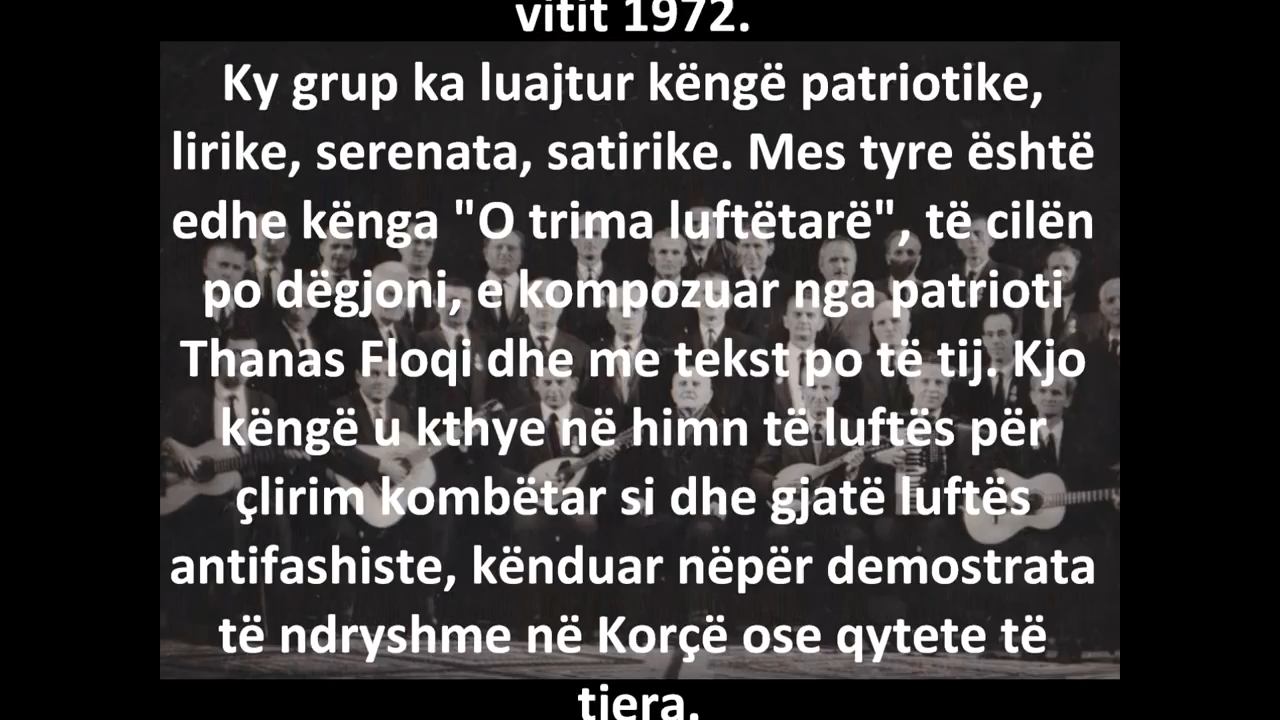 vitit 1972.
Ky grup ka luajtur këngë patriotike,
lirike, serenata, satirike. Mes tyre është
edhe kënga "O trima luftëtarë", të cilën
po dëgjoni, e kompozuar nga patrioti
Thanas Floqi dhe me tekst po të tij. Kjo
këngë u kthye në himn të luftës për
çlirim kombëtar si dhe gjatë luftës
antifashiste, kënduar nëpër demostrata
të ndryshme në Korçë ose qytete të
tjera.